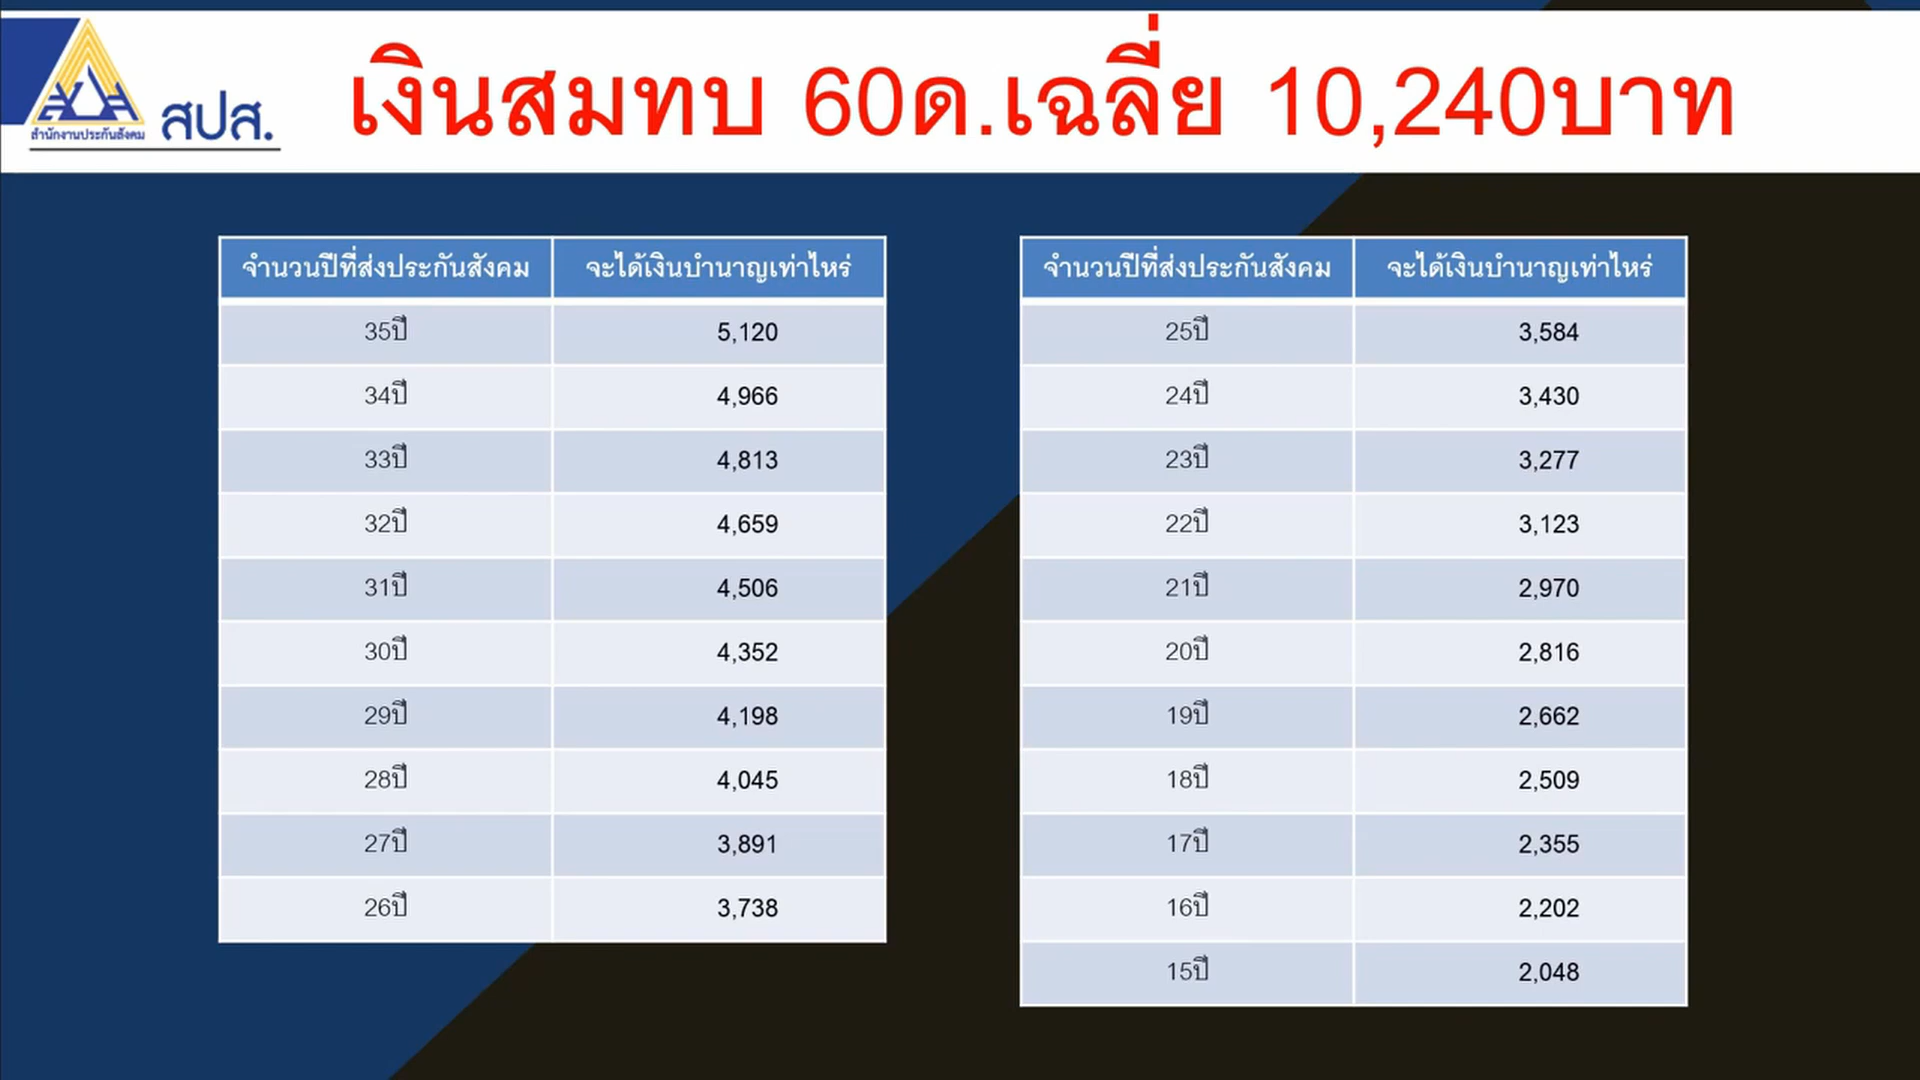 สปส
สำนักงานประกันสังคม
สปส.
เงินสมทบ 60ด.เฉลี่ย 10,240บาท
จำนวนปีที่ส่งประกันสังคม จะได้เงินบำนาญเท่าไหร่
35ปี 5,120
34ปี 4,966
33ปี 4,813
32ปี 4,659
31ปี 4,506
30ปี 4,352
29ปี 4,198
28ปี 4,045
27ปี 3,891
26ปี 3,738
จำนวนปีที่ส่งประกันสังคม จะได้เงินบำนาญเท่าไหร่
25ปี 3,584
24ปี 3,430
23ปี 3,277
22ปี 3,123
21ปี 2,970
20ปี 2,816
19ปี 2,662
18ปี 2,509
17ปี 2,355
16ปี 2,202
15ปี 2,048